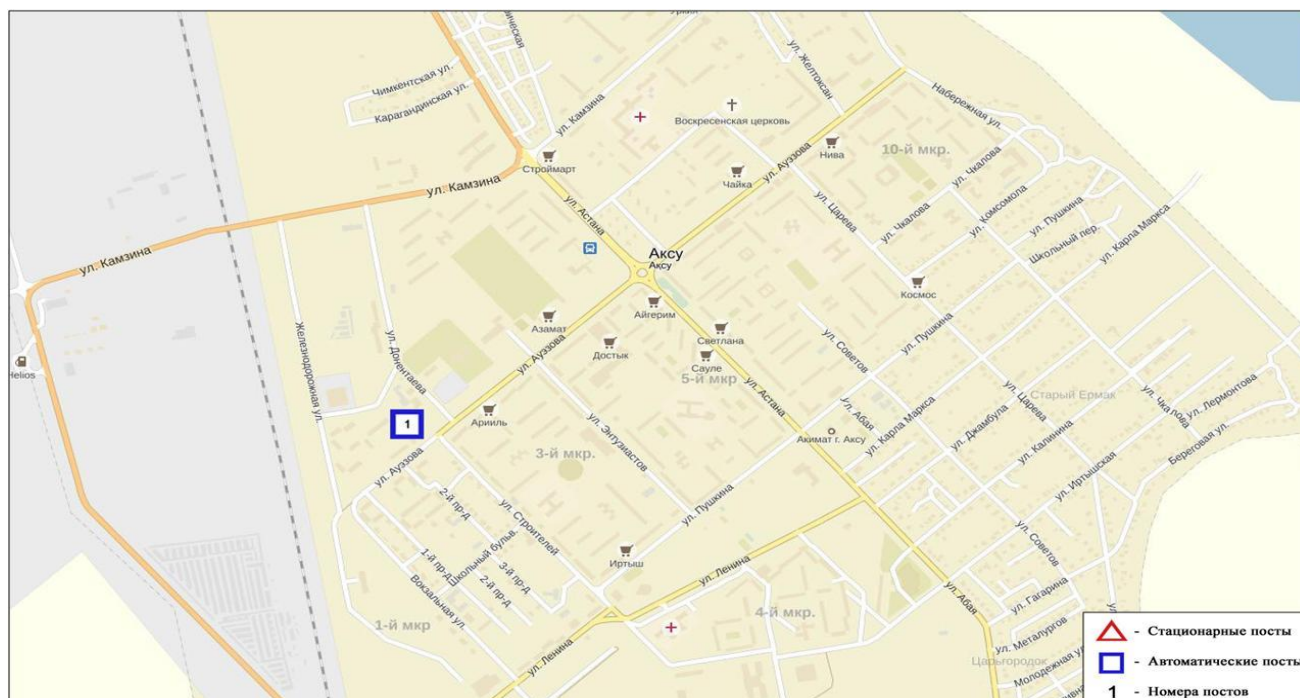 ул. Желтоксан
Чимкентская ул.
Карагандинская ул.
ул. Камзина
Воскресенская церковь
Набережная ул.
Нива
10-й мкр.
Строймарт
Чайка
ул. Ауэзова
ул. Чкалова
ул. Камзина
ул. Астана
ул. Царева
ул. Чкалова
ул. Комсомола
ул. Пушкина
Школьный пер.
ул. Карла Маркса
ул. Камзина
Аксу
Аксу
Космос
Айгерим
Азамат
Светлана
Достык
Сауле
ул. Ауэзова
5-й мкр
ул. Советов
ул. Пушкина
Helios
Железнодорожная ул.
ул. Донентаева
ул. Астана
ул. Царева
Старый Ермак
ул. Чкалова
ул. Лермонтова
1
Арииль
ул. Энтузиастов
ул. Абая
Акимат г. Аксу
ул. Карла Маркса
ул. Джамбула
ул. Калинина
Береговая ул.
3-й мкр.
ул. Ауэзова
ул. Иртышская
2-й пр-д
ул. Строителей
ул. Пушкина
ул. Советов
1-й пр-д
Школьный бульв.
3-й пр-д
2-й пр-д
Вокзальная ул.
Иртыш
ул. Ленина
ул. Абая
ул. Гагарина
1-й мкр
4-й мкр.
ул. Ленина
ул. Металургов
Царьгородок
Молодежная ул.
- Стационарные посты
- Автоматические посты
1 - Номера постов